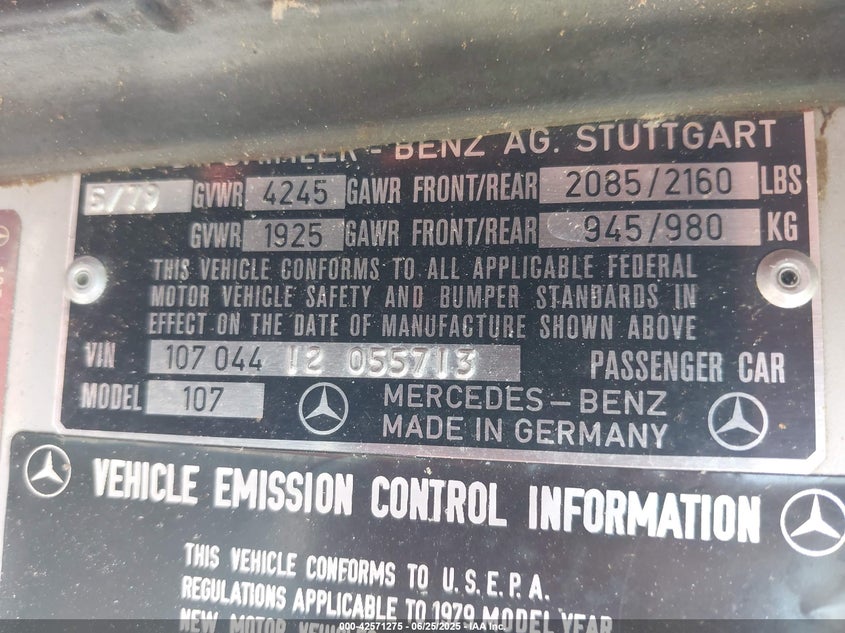 - BENZ AG. STUTTGART
5/79 GVWR 4245 GAWR FRONT/REAR 2085/2160 LBS
GVWR 1925 GAWR FRONT/REAR 945/980 KG
THIS VEHICLE CONFORMS TO ALL APPLICABLE FEDERAL
MOTOR VEHICLE SAFETY AND BUMPER STANDARDS IN
EFFECT ON THE DATE OF MANUFACTURE SHOWN ABOVE
VIN 107 044 12 055713 PASSENGER CAR
MODEL 107 MERCEDES-BENZ
MADE IN GERMANY
VEHICLE EMISSION CONTROL INFORMATION
THIS VEHICLE CONFORMS TO U.S.E.P.A.
REGULATIONS APPLICABLE TO 1979 MODEL YEAR
NEW MOTOR
000-42571275 - 06/25/2025 - IAA Inc.